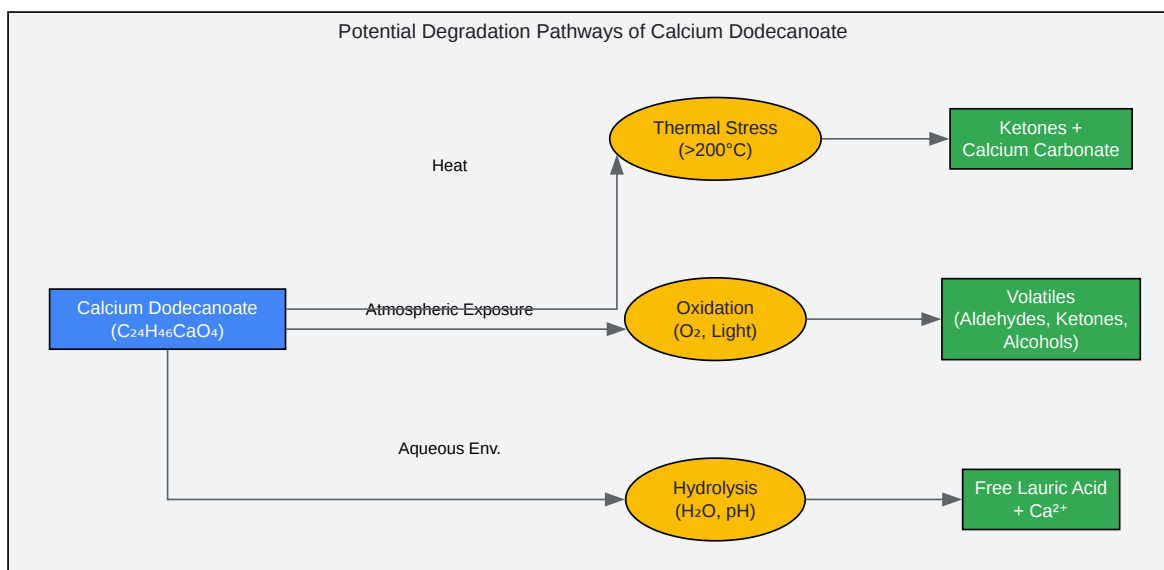 Potential Degradation Pathways of Calcium Dodecanoate
Thermal Stress
(>200°C)
Ketones +
Calcium Carbonate
Heat
Calcium Dodecanoate
(C₂₄H₄₆CaO₄)
Atmospheric Exposure
Oxidation
(O₂, Light)
Volatiles
(Aldehydes, Ketones,
Alcohols)
Aqueous Env.
Hydrolysis
(H₂O, pH)
Free Lauric Acid
+ Ca²⁺